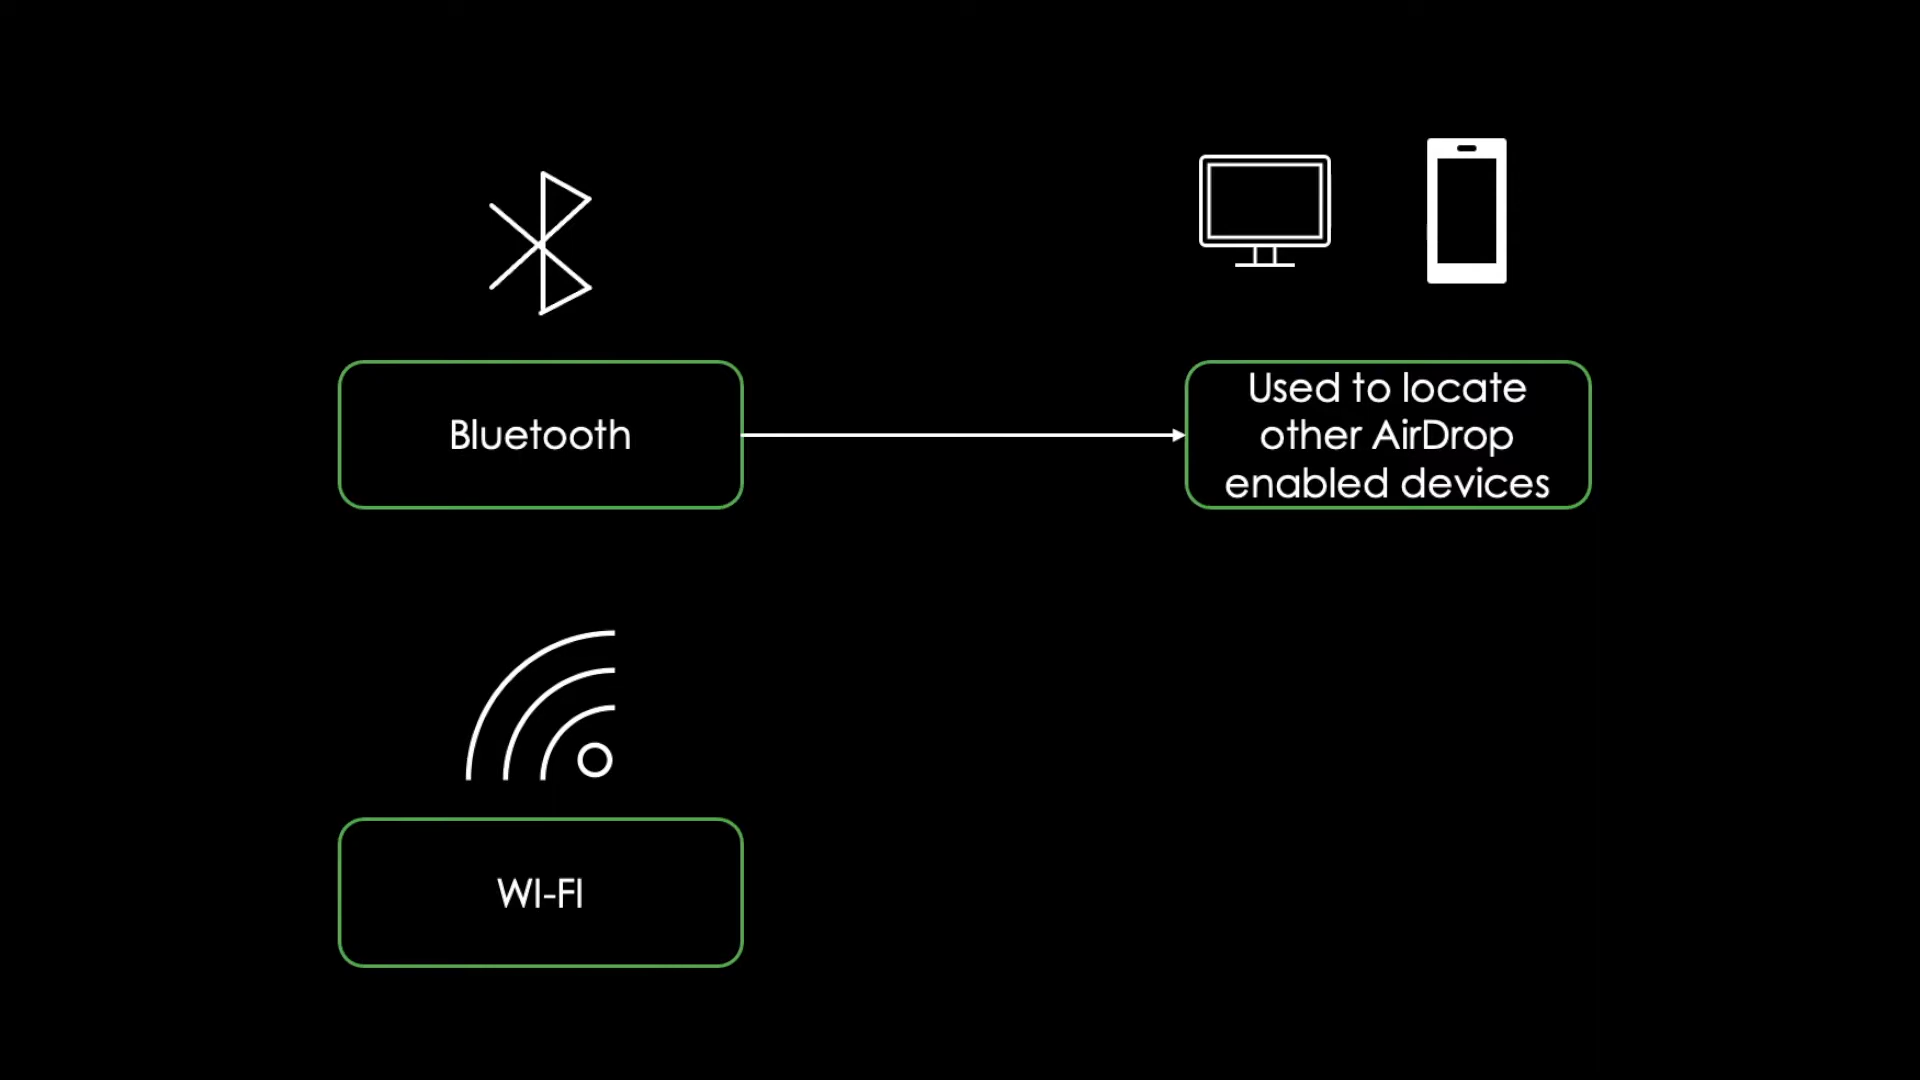 Bluetooth
Used to locate
other AirDrop
enabled devices
WI-FI